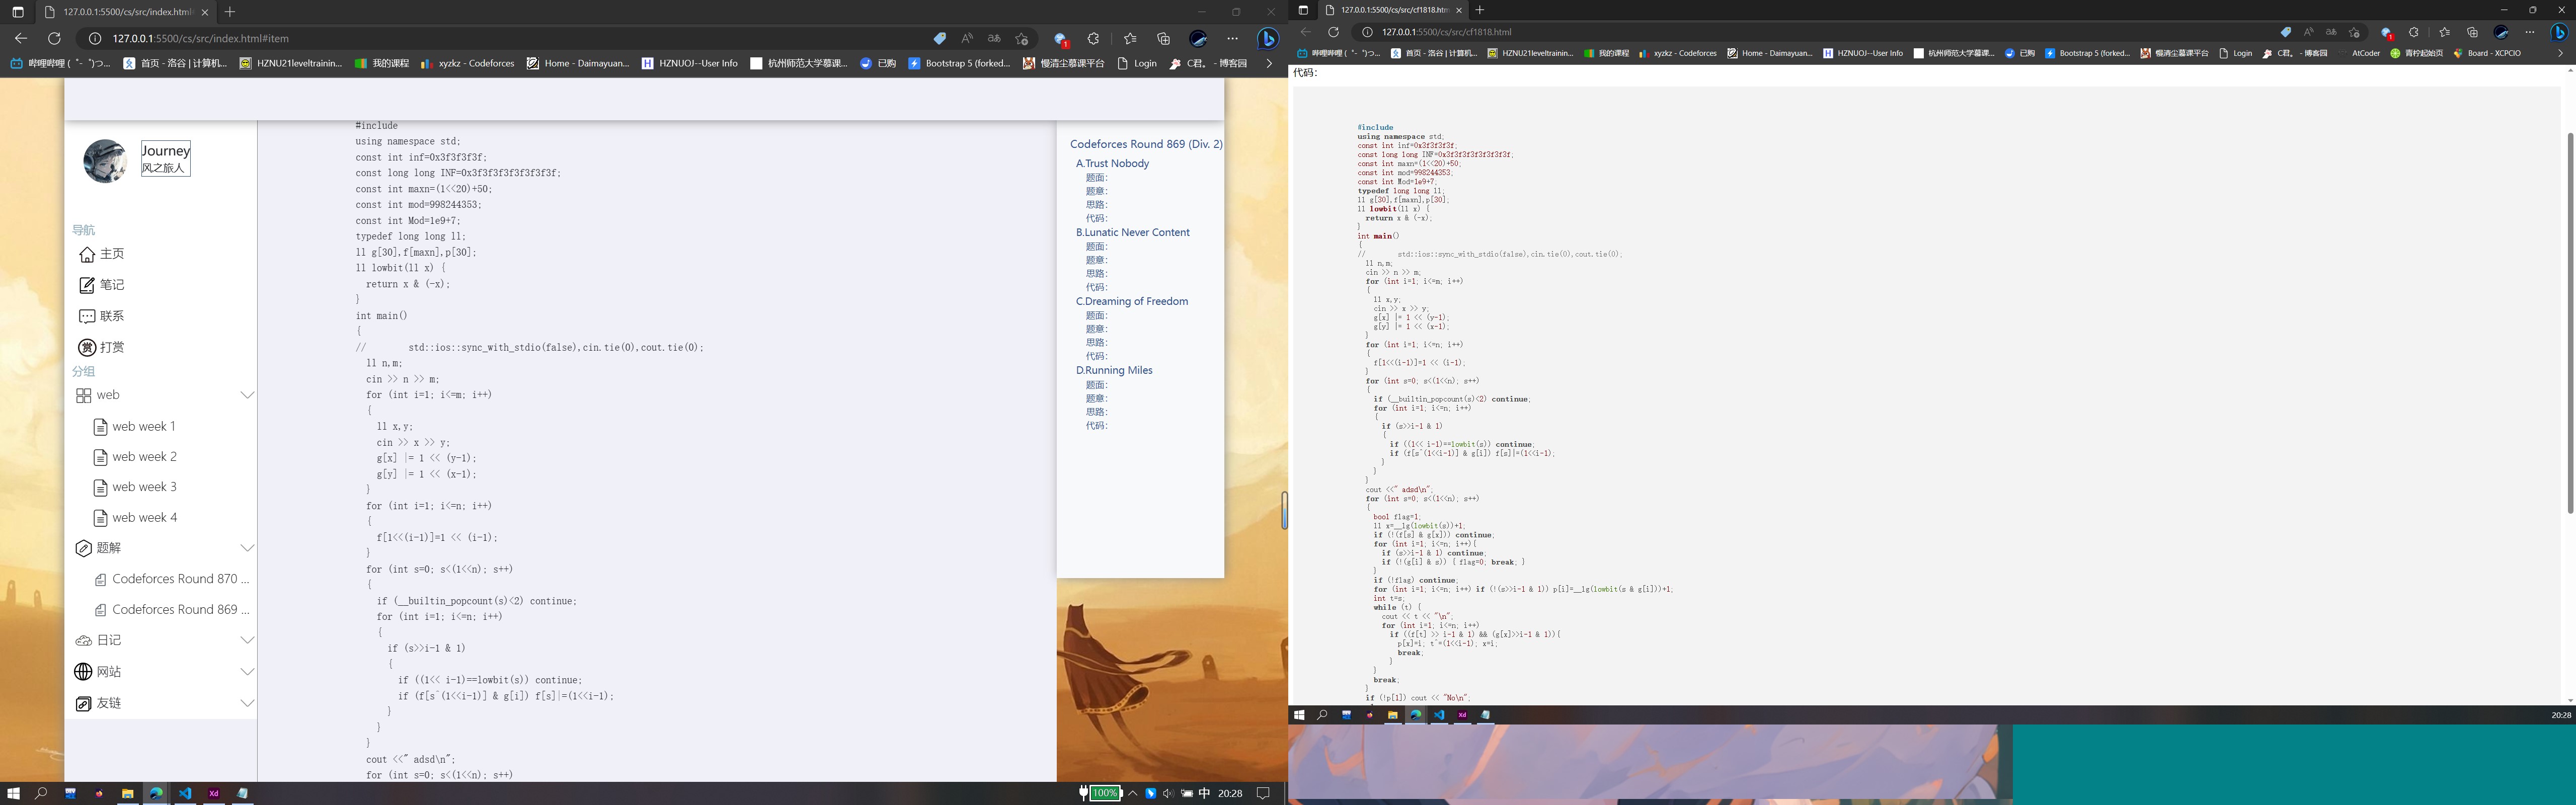 127.0.0.1:5500/cs/src/index.html
127.0.0.1:5500/cs/src/index.html#item
哔哩哔哩 (゜-゜)つ...
首页 - 洛谷 | 计算机...
HZNU21leveltrainin...
我的课程
xyzkz - Codeforces
Home - Daimayuan...
HZNUOJ--User Info
杭州师范大学慕课...
已购
Bootstrap 5 (forked...
慢清尘慕课平台
Login
C君。 - 博客园
Journey
风之旅人
导航
主页
笔记
联系
打赏
分组
web
web week 1
web week 2
web week 3
web week 4
题解
Codeforces Round 870 ...
Codeforces Round 869 ...
日记
网站
友链
#include
using namespace std;
const int inf=0x3f3f3f3f;
const long long INF=0x3f3f3f3f3f3f3f3f;
const int maxn=(1<<20)+50;
const int mod=998244353;
const int Mod=1e9+7;
typedef long long ll;
ll g[30],f[maxn],p[30];
ll lowbit(ll x) {
return x & (-x);
}
int main()
{
// std::ios::sync_with_stdio(false),cin.tie(0),cout.tie(0);
ll n,m;
cin >> n >> m;
for (int i=1; i<=m; i++)
{
ll x,y;
cin >> x >> y;
g[x] |= 1 << (y-1);
g[y] |= 1 << (x-1);
}
for (int i=1; i<=n; i++)
{
f[1<<(i-1)]=1 << (i-1);
}
for (int s=0; s<(1<<n); s++)
{
if (__builtin_popcount(s)<2) continue;
for (int i=1; i<=n; i++)
{
if (s>>i-1 & 1)
{
if ((1<< i-1)==lowbit(s)) continue;
if (f[s^(1<<i-1)] & g[i]) f[s]|=(1<<i-1);
}
}
}
cout <<" adsd\n";
for (int s=0; s<(1<<n); s++)
Codeforces Round 869 (Div. 2)
A.Trust Nobody
题面:
题意:
思路:
代码:
B.Lunatic Never Content
题面:
题意:
思路:
代码:
C.Dreaming of Freedom
题面:
题意:
思路:
代码:
D.Running Miles
题面:
题意:
思路:
代码:
100%
中
20:28
127.0.0.1:5500/cs/src/cf1818.htm
127.0.0.1:5500/cs/src/cf1818.html
哔哩哔哩 (゜-゜)つ...
首页 - 洛谷 | 计算机...
HZNU21leveltrainin...
我的课程
xyzkz - Codeforces
Home - Daimayuan...
HZNUOJ--User Info
杭州师范大学慕课...
已购
Bootstrap 5 (forked...
慢清尘慕课平台
Login
C君。 - 博客园
AtCoder
青柠起始页
Board - XCPCIO
代码:
#include
using namespace std;
const int inf=0x3f3f3f3f;
const long long INF=0x3f3f3f3f3f3f3f3f;
const int maxn=(1<<20)+50;
const int mod=998244353;
const int Mod=1e9+7;
typedef long long ll;
ll g[30],f[maxn],p[30];
ll lowbit(ll x) {
return x & (-x);
}
int main()
{
// std::ios::sync_with_stdio(false),cin.tie(0),cout.tie(0);
ll n,m;
cin >> n >> m;
for (int i=1; i<=m; i++)
{
ll x,y;
cin >> x >> y;
g[x] |= 1 << (y-1);
g[y] |= 1 << (x-1);
}
for (int i=1; i<=n; i++)
{
f[1<<(i-1)]=1 << (i-1);
}
for (int s=0; s<(1<<n); s++)
{
if (__builtin_popcount(s)<2) continue;
for (int i=1; i<=n; i++)
{
if (s>>i-1 & 1)
{
if ((1<< i-1)==lowbit(s)) continue;
if (f[s^(1<<i-1)] & g[i]) f[s]|=(1<<i-1);
}
}
}
cout <<" adsd\n";
for (int s=0; s<(1<<n); s++)
{
bool flag=1;
ll x=__lg(lowbit(s))+1;
if (!(f[s] & g[x])) continue;
for (int i=1; i<=n; i++){
if (s>>i-1 & 1) continue;
if (!(g[i] & s)) { flag=0; break; }
}
if (!flag) continue;
for (int i=1; i<=n; i++) if (!(s>>i-1 & 1)) p[i]=__lg(lowbit(s & g[i]))+1;
int t=s;
while (t) {
cout << t << "\n";
for (int i=1; i<=n; i++)
if ((f[t] >> i-1 & 1) && (g[x]>>i-1 & 1)){
p[x]=i; t^=(1<<i-1); x=i;
break;
}
}
break;
}
if (!p[1]) cout << "No\n";
20:28